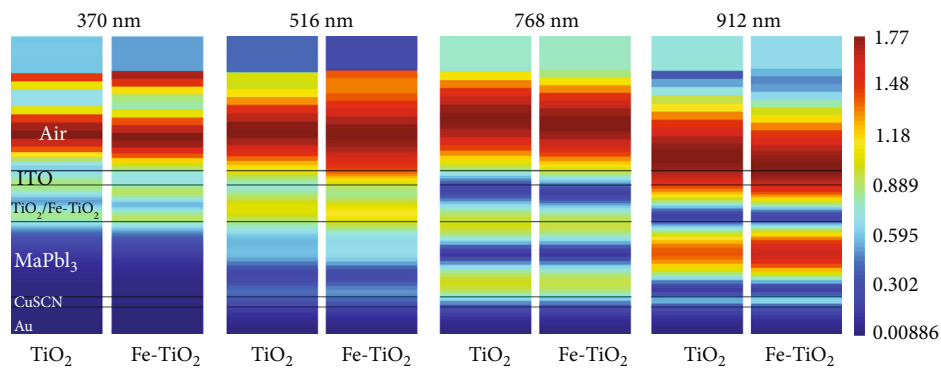 370 nm 516 nm 768 nm 912 nm
1.77
1.48
1.18
0.889
0.595
0.302
0.00886
Air
ITO
TiO₂/Fe-TiO₂
MaPbl₃
CuSCN
Au
TiO₂ Fe-TiO₂ TiO₂ Fe-TiO₂ TiO₂ Fe-TiO₂ TiO₂ Fe-TiO₂